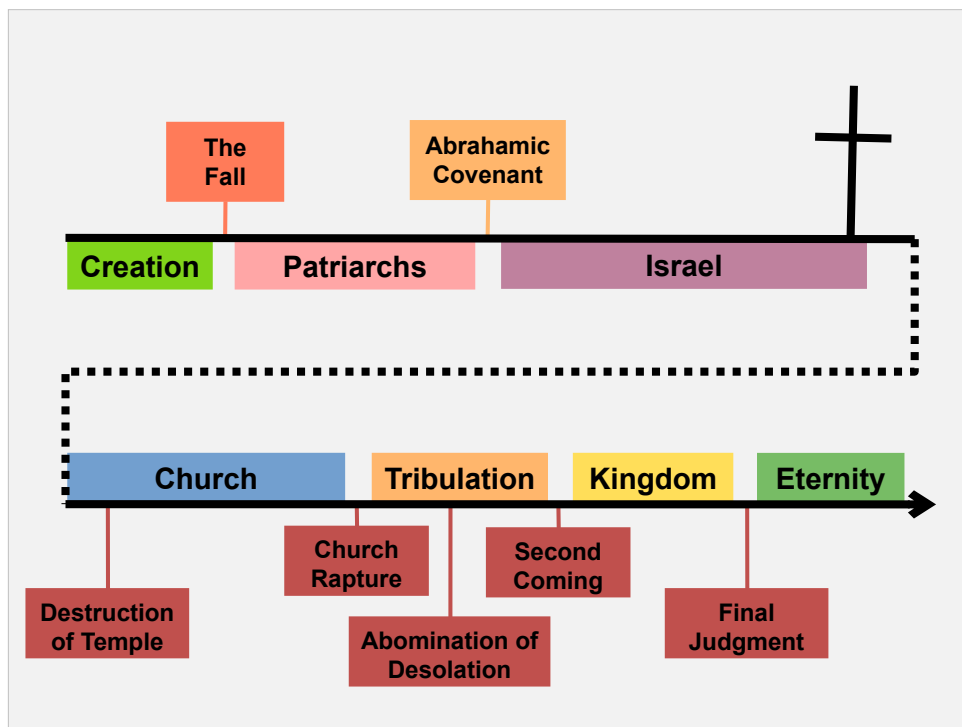 The
Fall
Abrahamic
Covenant
Creation
Patriarchs
Israel
Church
Tribulation
Kingdom
Eternity
Church
Rapture
Second
Coming
Destruction
of Temple
Abomination of
Desolation
Final
Judgment